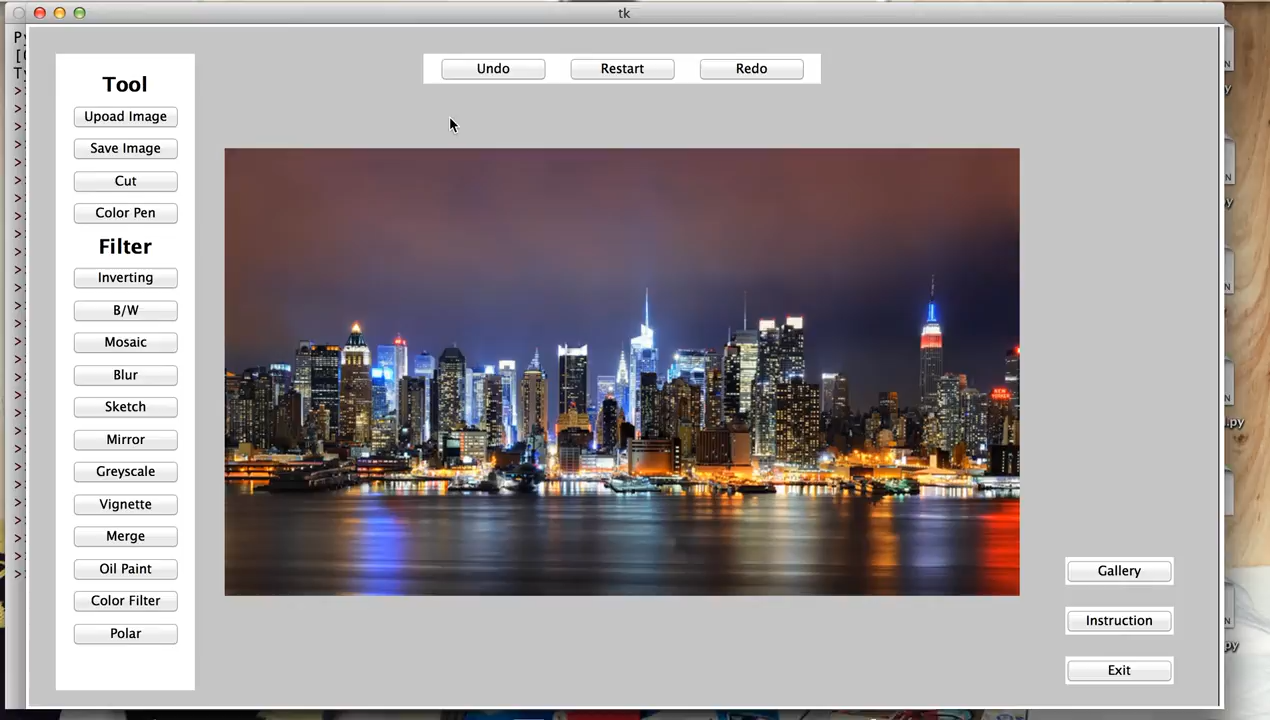 tk
Undo
Restart
Redo
Tool
Upoad Image
Save Image
Cut
Color Pen
Filter
Inverting
B/W
Mosaic
Blur
Sketch
Mirror
Greyscale
Vignette
Merge
Oil Paint
Color Filter
Polar
Gallery
Instruction
Exit